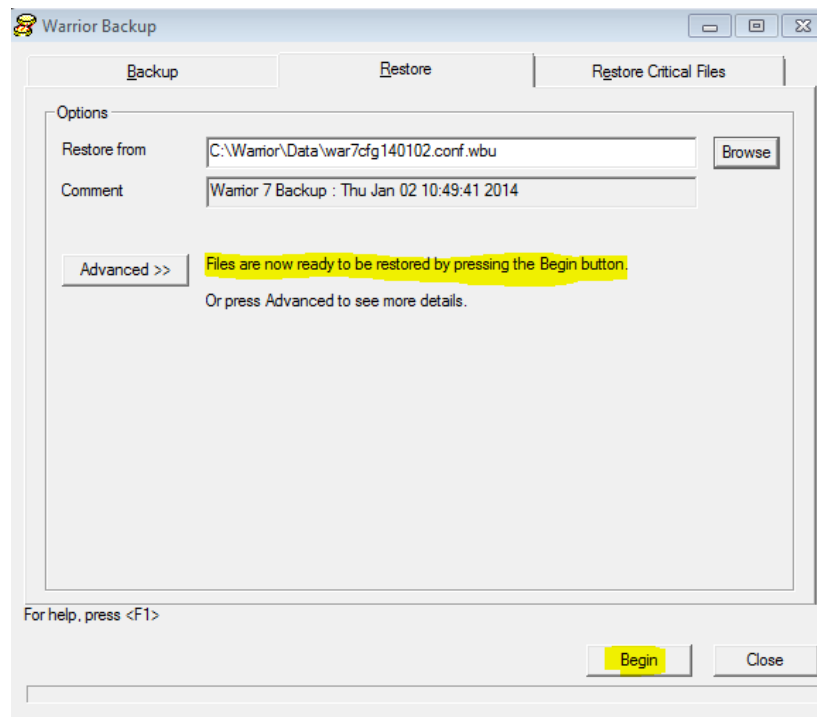 Warrior Backup
Backup
Restore
Restore Critical Files
Options
Restore from
C:\Warrior\Data\war7cfg140102.conf.wbu
Browse
Comment
Warrior 7 Backup : Thu Jan 02 10:49:41 2014
Advanced >>
Files are now ready to be restored by pressing the Begin button.
Or press Advanced to see more details.
For help, press <F1>
Begin
Close